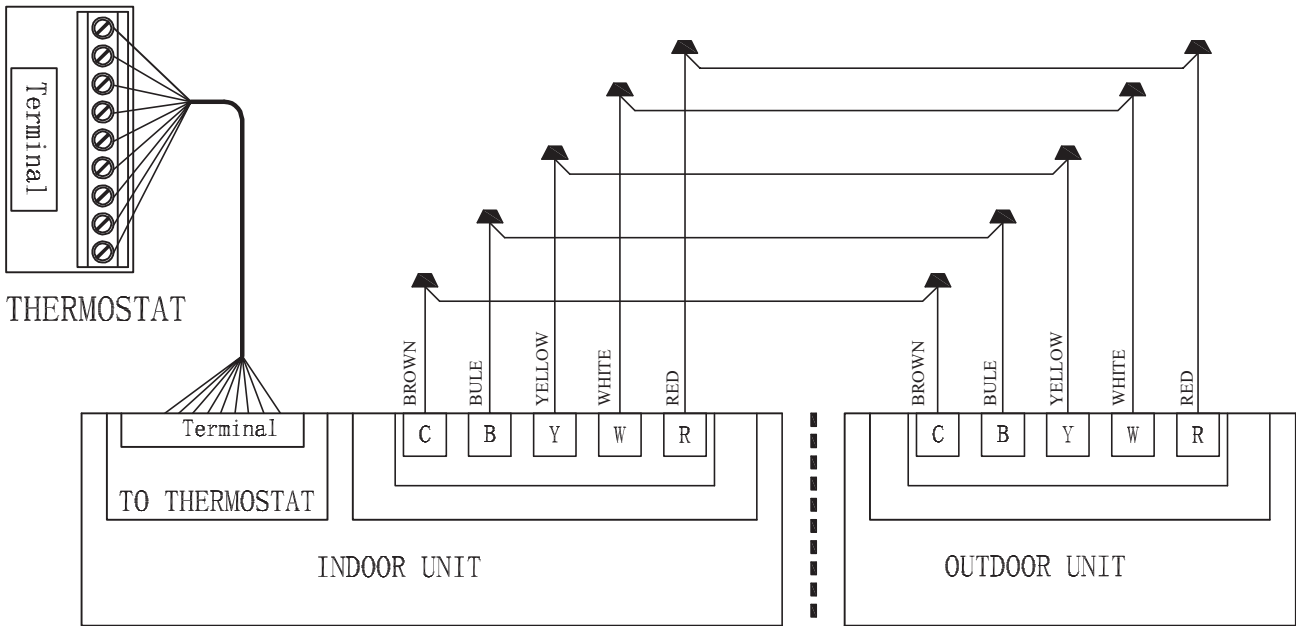 Terminal
THERMOSTAT
BROWN
BULE
YELLOW
WHITE
RED
BROWN
BULE
YELLOW
WHITE
RED
Terminal
C B Y W R
C B Y W R
TO THERMOSTAT
INDOOR UNIT
OUTDOOR UNIT